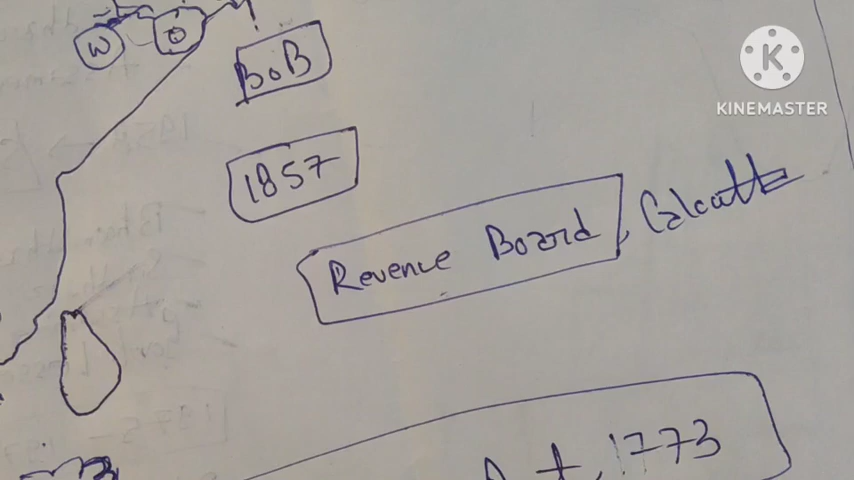 W O
BOB
K
KINEMASTER
1857
Revence Board, Calcutta
Act, 1773